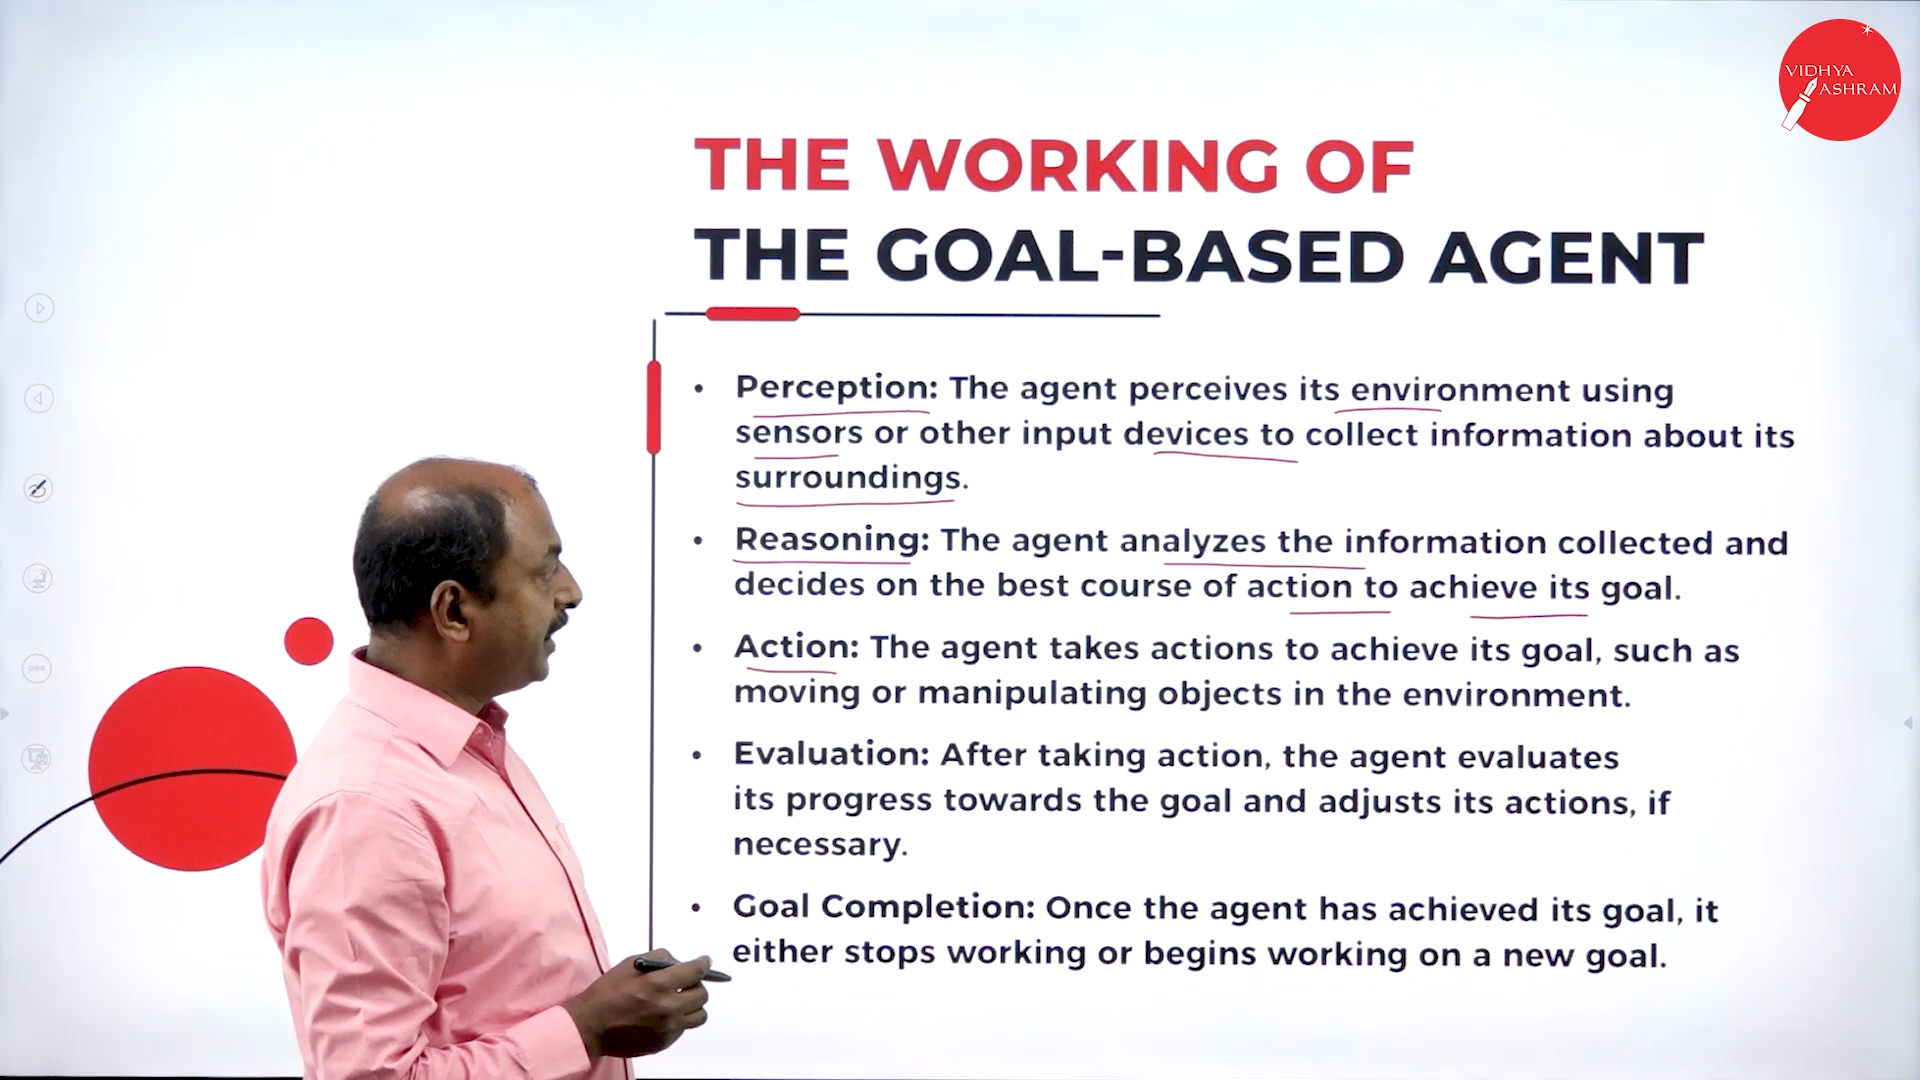 VIDHYA
ASHRAM
THE WORKING OF
THE GOAL-BASED AGENT
• Perception: The agent perceives its environment using
sensors or other input devices to collect information about its
surroundings.
• Reasoning: The agent analyzes the information collected and
decides on the best course of action to achieve its goal.
• Action: The agent takes actions to achieve its goal, such as
moving or manipulating objects in the environment.
• Evaluation: After taking action, the agent evaluates
its progress towards the goal and adjusts its actions, if
necessary.
• Goal Completion: Once the agent has achieved its goal, it
either stops working or begins working on a new goal.